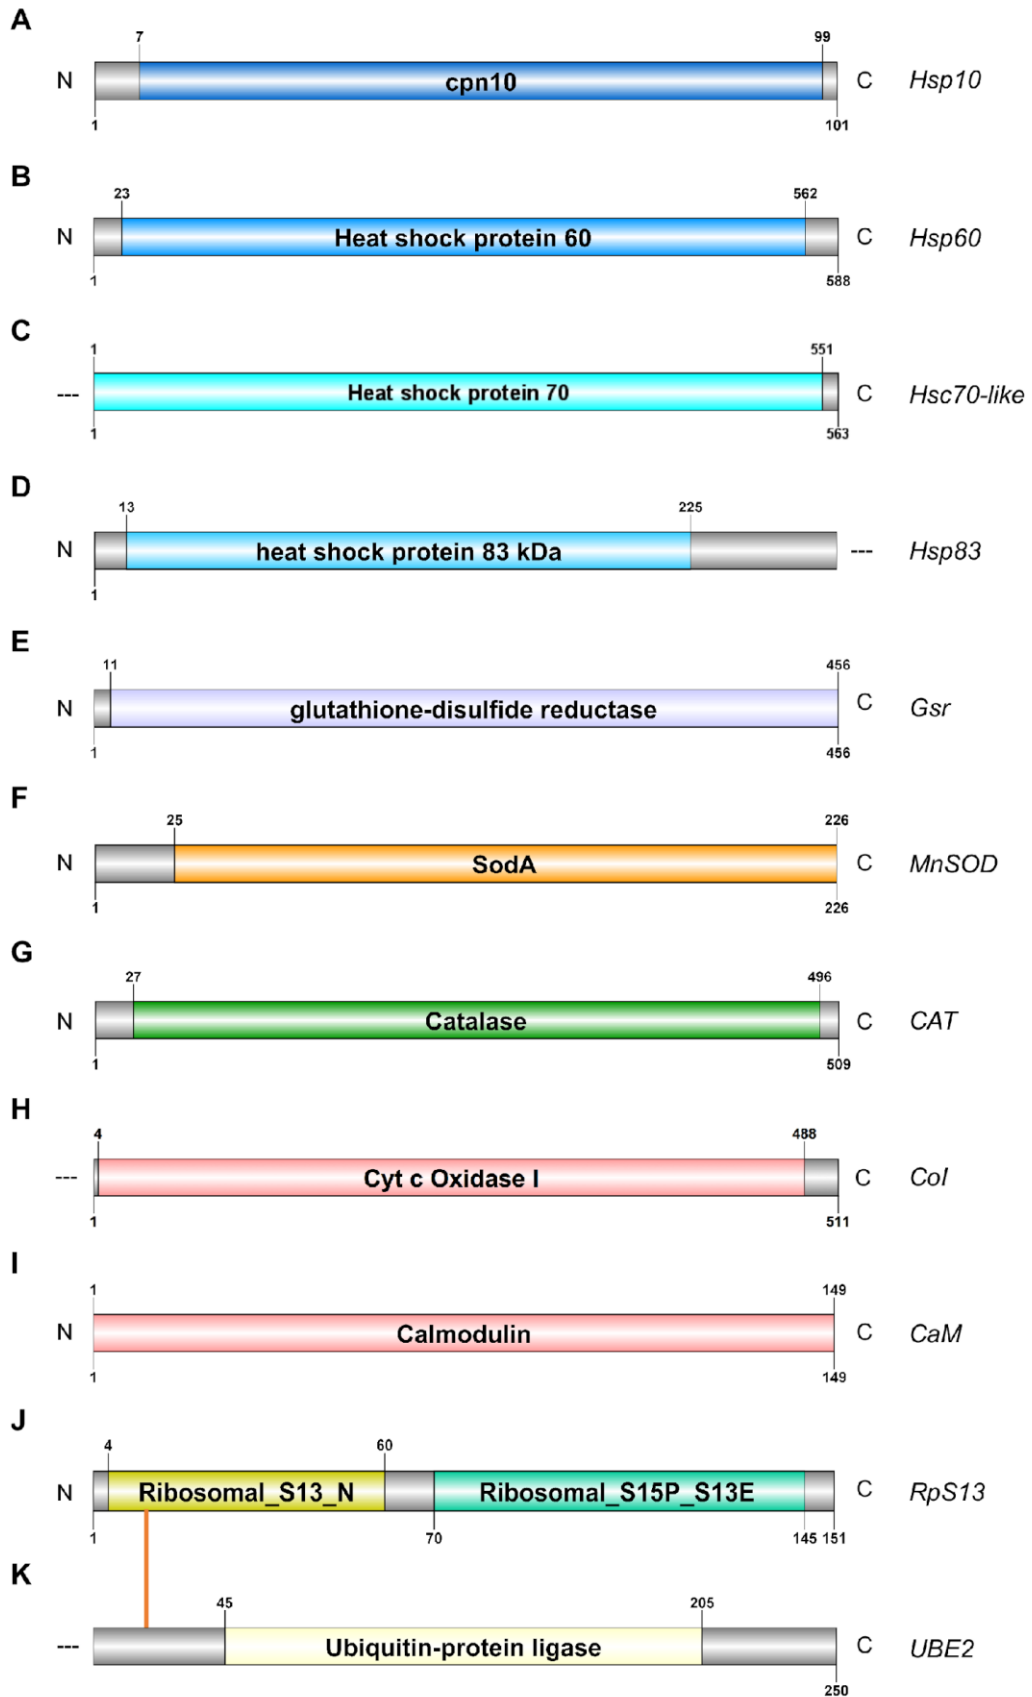 A
7 99
N cpn10 C Hsp10
1 101
B
23 562
N Heat shock protein 60 C Hsp60
1 588
C
1 551
--- Heat shock protein 70 C Hsc70-like
1 563
D
13 225
N heat shock protein 83 kDa --- Hsp83
1
E
11 456
N glutathione-disulfide reductase C Gsr
1 456
F
25 226
N SodA C MnSOD
1 226
G
27 496
N Catalase C CAT
1 509
H
4 488
--- Cyt c Oxidase I C CoI
1 511
I
1 149
N Calmodulin C CaM
1 149
J
4 60
N Ribosomal_S13_N Ribosomal_S15P_S13E C RpS13
1 70 145 151
K
45 205
--- Ubiquitin-protein ligase C UBE2
250